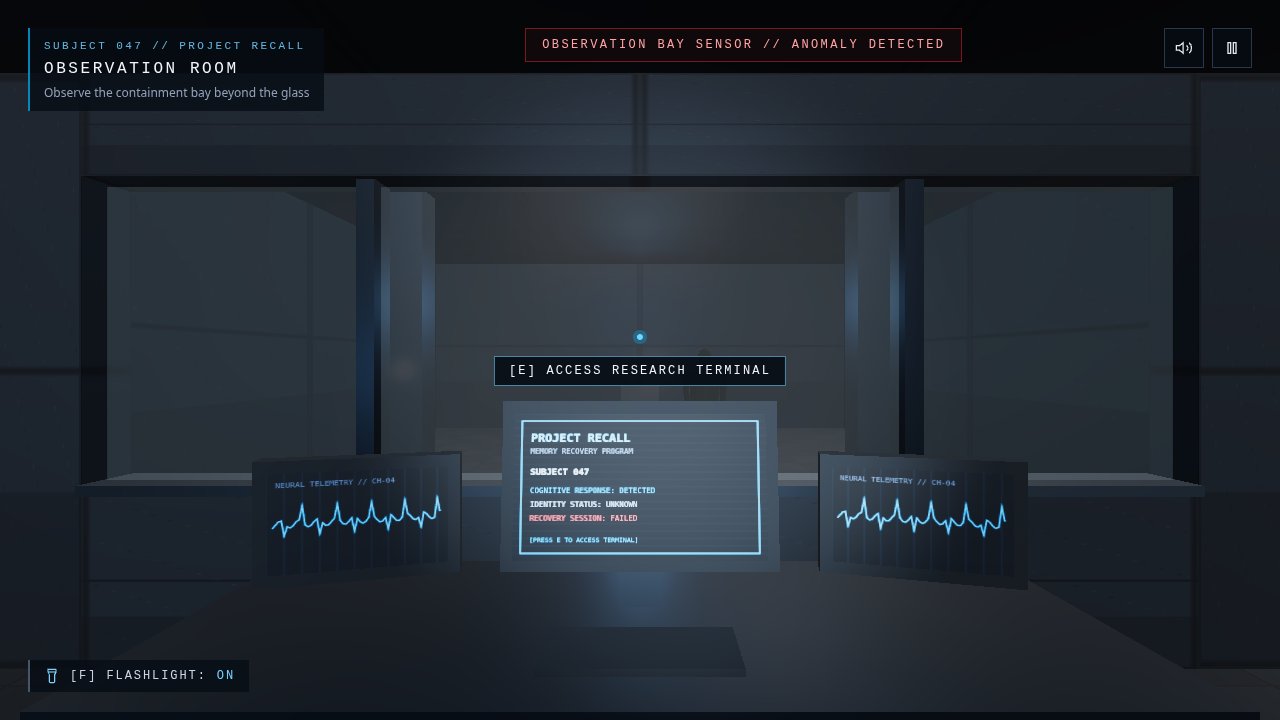 SUBJECT 047 // PROJECT RECALL
OBSERVATION ROOM
Observe the containment bay beyond the glass
OBSERVATION BAY SENSOR // ANOMALY DETECTED
[E] ACCESS RESEARCH TERMINAL
PROJECT RECALL
MEMORY RECOVERY PROGRAM
SUBJECT 047
COGNITIVE RESPONSE: DETECTED
IDENTITY STATUS: UNKNOWN
RECOVERY SESSION: FAILED
[PRESS E TO ACCESS TERMINAL]
NEURAL TELEMETRY // CH-04
NEURAL TELEMETRY // CH-04
[F] FLASHLIGHT: ON